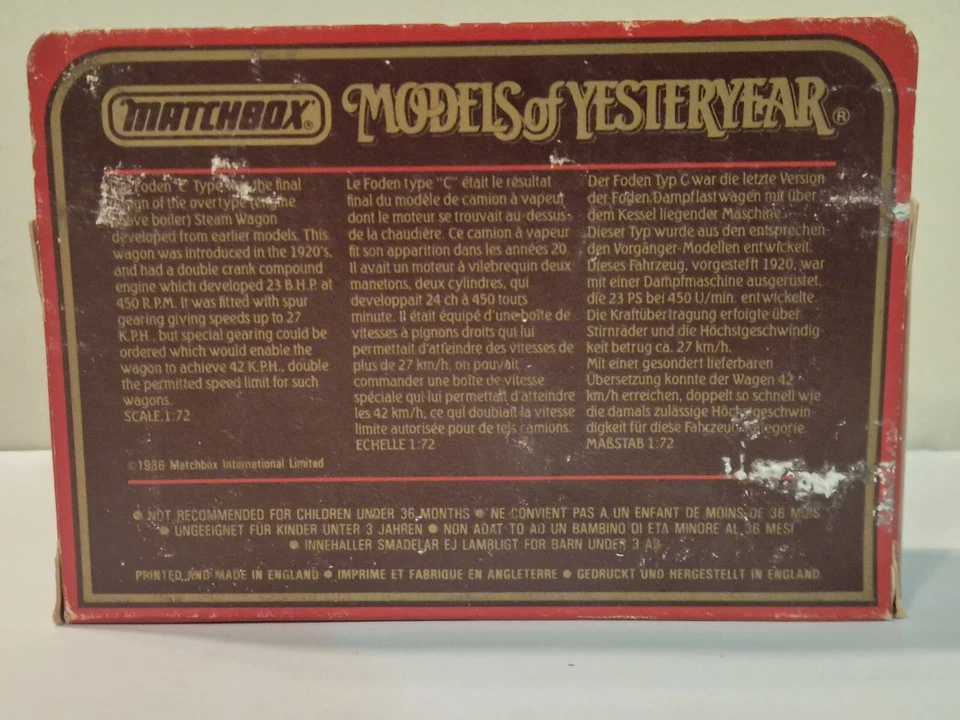 MATCHBOX® MODELS of YESTERYEAR®
Foden "C" Type the final
of the overtype
boiler) Steam Wagon
developed from earlier models. This
wagon was introduced in the 1920's,
and had a double crank compound
engine which developed 23 B.H.P. at
450 R.P.M. It was fitted with spur
gearing giving speeds up to 27
K.P.H., but special gearing could be
ordered which would enable the
wagon to achieve 42 K.P.H., double
the permitted speed limit for such
wagons.
SCALE.1:72
©1986 Matchbox International Limited
Le Foden type "C" était le résultat
final du modèle de camion à vapeur
dont le moteur se trouvait au-dessus
de la chaudière. Ce camion à vapeur
fit son apparition dans les années 20.
Il avait un moteur à vilebrequin deux
manetons, deux cylindres, qui
developpait 24 ch à 450 tours
minute. Il était équipé d'une boîte de
vitesses à pignons droits qui lui
permettait d'atteindre des vitesses de
plus de 27 km/h. on pouvait
commander une boîte de vitesse
spéciale qui lui permettait d'atteindre
les 42 km/h, ce qui doublait la vitesse
limite autorisée pour de tels camions.
ECHELLE 1:72
Der Foden Typ C war die letzte Version
der Foden Dampflastwagen mit über
dem Kessel liegender Maschine.
Dieser Typ wurde aus den entsprechen-
den Vorgänger-Modellen entwickelt.
Dieses Fahrzeug, vorgestellt 1920, war
mit einer Dampfmaschine ausgerüstet,
die 23 PS bei 450 U/min. entwickelte.
Die Kraftübertragung erfolgte über
Stirnräder und die Höchstgeschwindig-
keit betrug ca. 27 km/h.
Mit einer gesondert lieferbaren
Übersetzung konnte der Wagen 42
km/h erreichen, doppelt so schnell wie
die damals zulässige Höchstgeschwin-
digkeit für diese Fahrzeugkategorie.
MAßSTAB 1:72
● NOT RECOMMENDED FOR CHILDREN UNDER 36 MONTHS ● NE CONVIENT PAS A UN ENFANT DE MOINS DE 36 MOIS
● UNGEEIGNET FÜR KINDER UNTER 3 JAHREN ● NON ADATTO AD UN BAMBINO DI ETA MINORE AL 36 MESI
● INNEHALLER SMADELAR EJ LAMBLIGT FOR BARN UNDER 3 AR
PRINTED AND MADE IN ENGLAND ● IMPRIME ET FABRIQUE EN ANGLETERRE ● GEDRUCKT UND HERGESTELLT IN ENGLAND